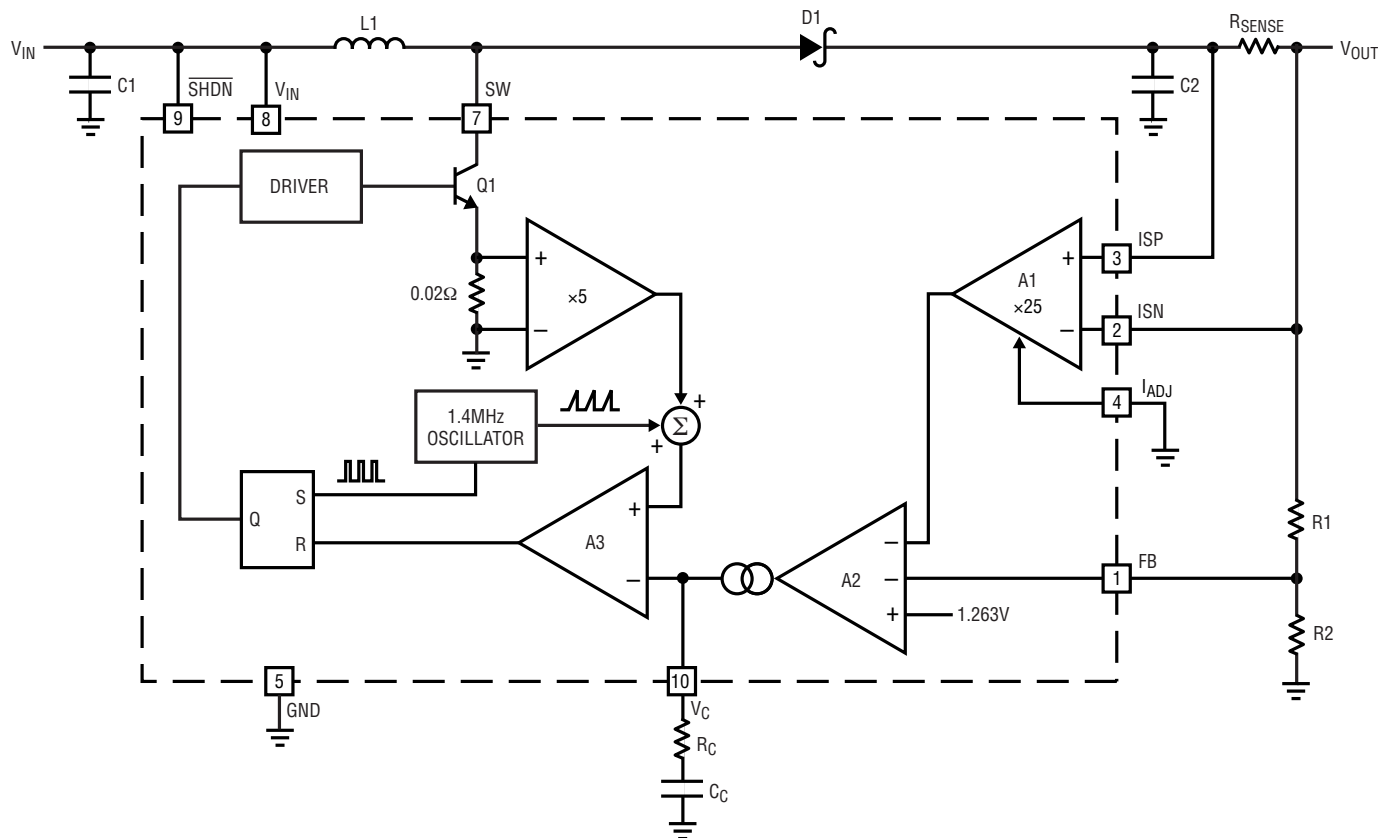 L1
D1
RSENSE
VIN
VOUT
C1
SHDN
VIN
SW
C2
9
8
7
DRIVER
Q1
ISP
+
3
+
A1
0.02Ω
×5
×25
ISN
–
–
2
IADJ
4
+
1.4MHz
OSCILLATOR
Σ
+
S
+
R1
Q
–
R
A3
FB
–
A2
–
1
+
1.263V
R2
5
10
GND
VC
RC
CC